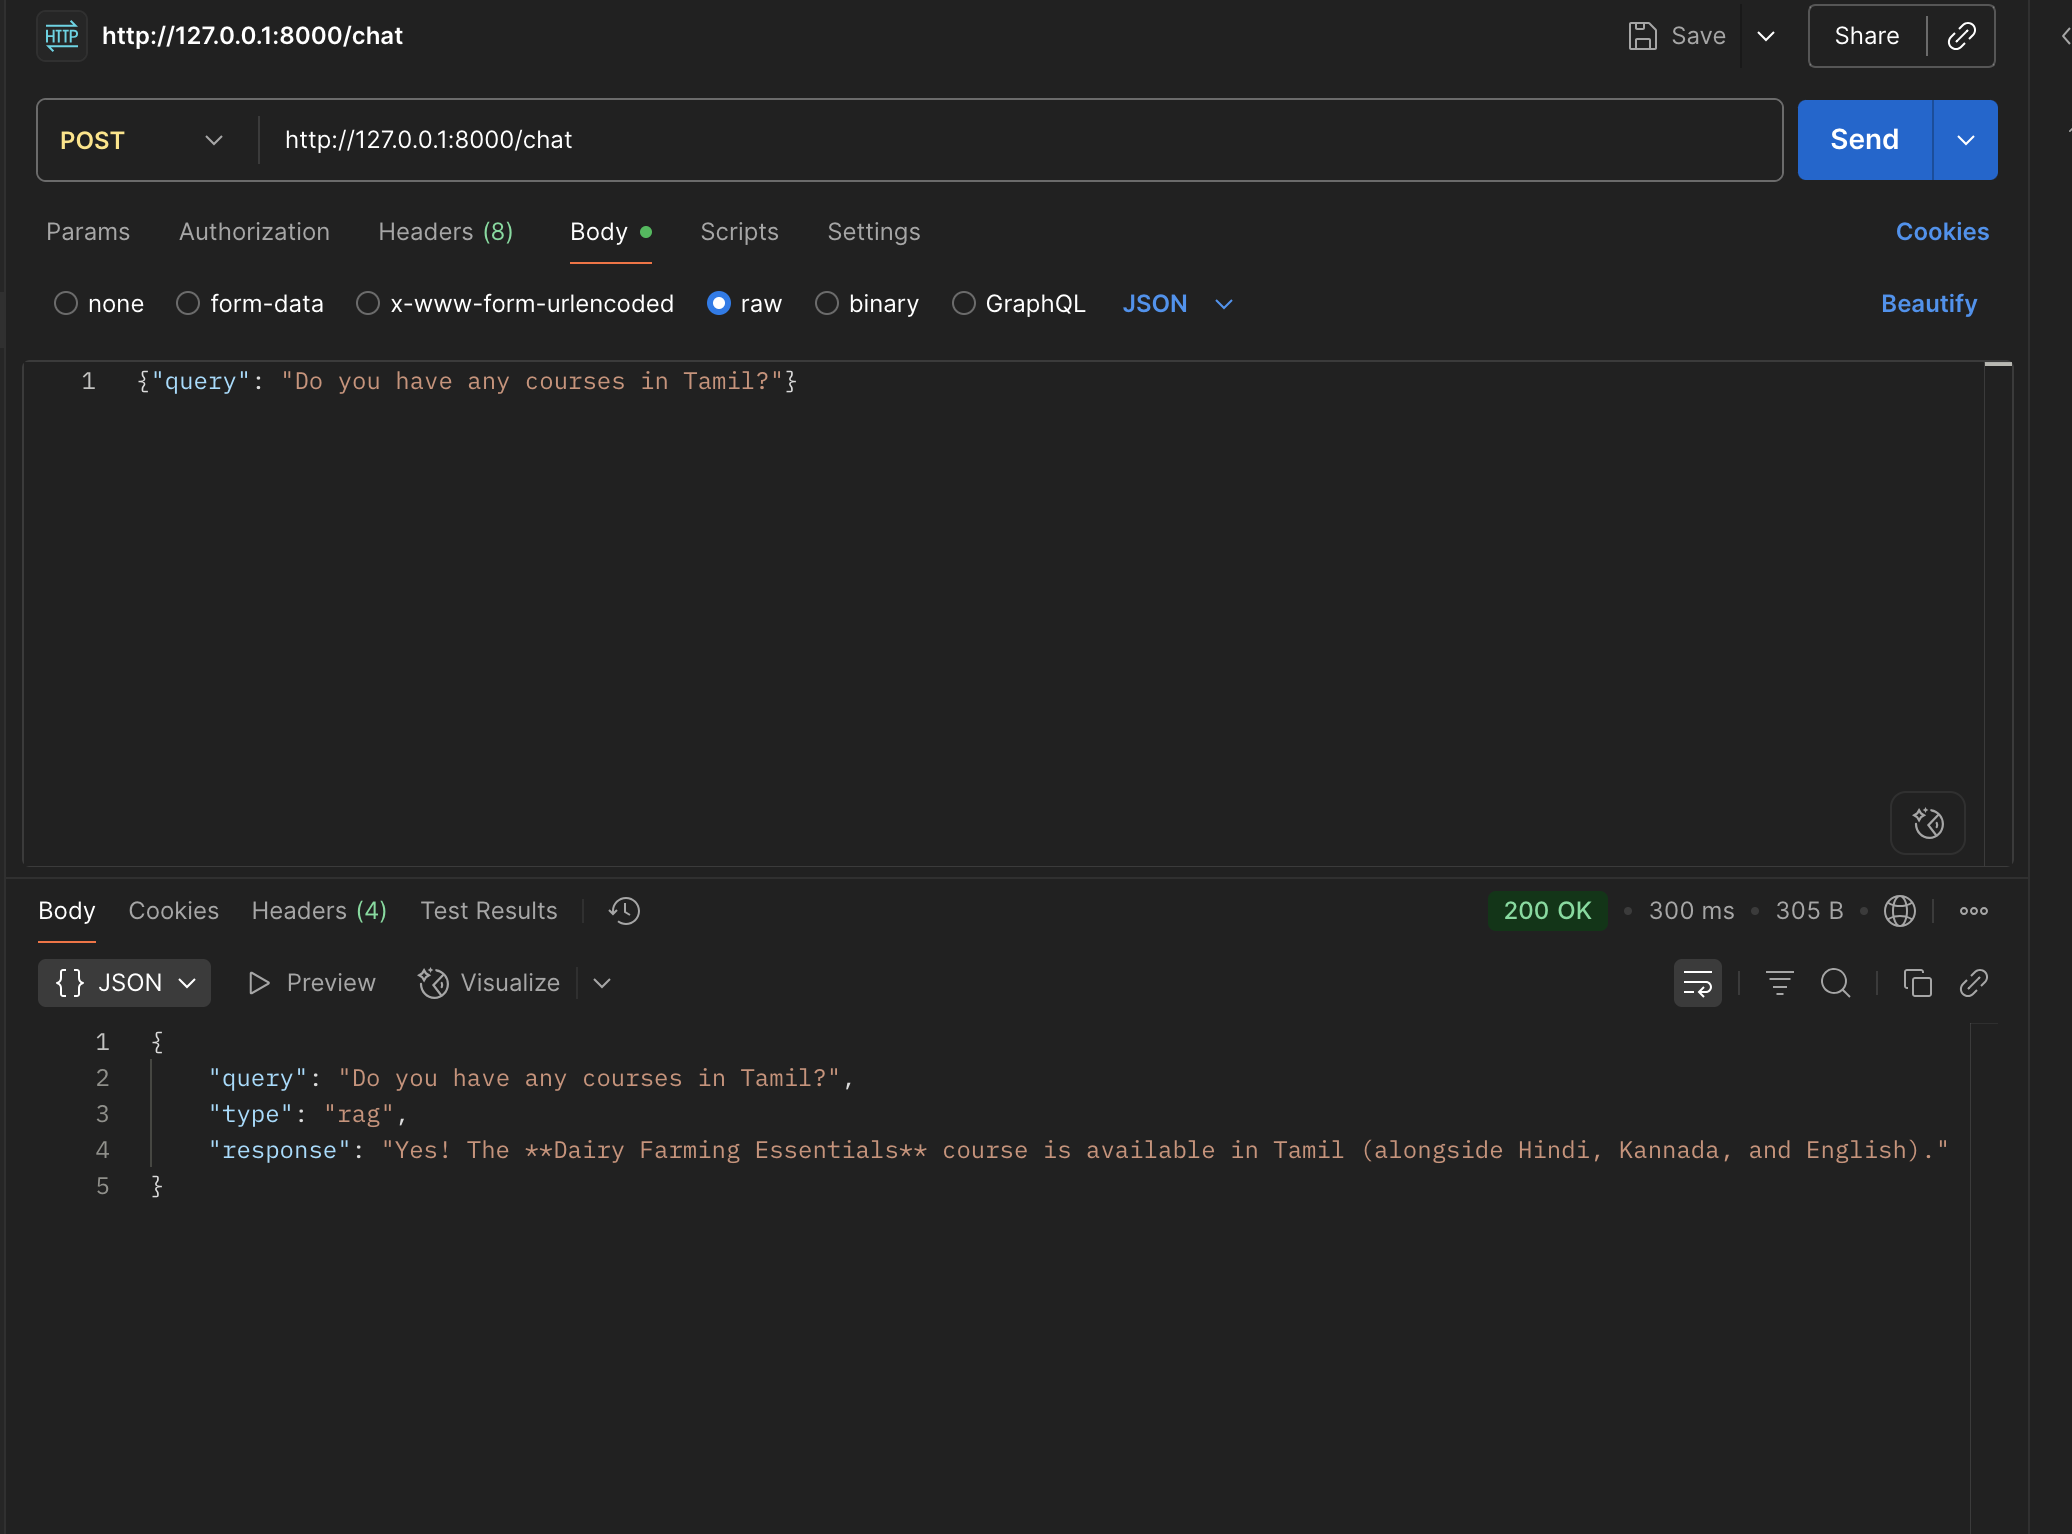 HTTP http://127.0.0.1:8000/chat Save Share
POST http://127.0.0.1:8000/chat Send
Params Authorization Headers (8) Body Scripts Settings Cookies
none form-data x-www-form-urlencoded raw binary GraphQL JSON Beautify
1 {"query": "Do you have any courses in Tamil?"}
Body Cookies Headers (4) Test Results 200 OK • 300 ms • 305 B •
{} JSON Preview Visualize
1 {
2 "query": "Do you have any courses in Tamil?",
3 "type": "rag",
4 "response": "Yes! The **Dairy Farming Essentials** course is available in Tamil (alongside Hindi, Kannada, and English)."
5 }